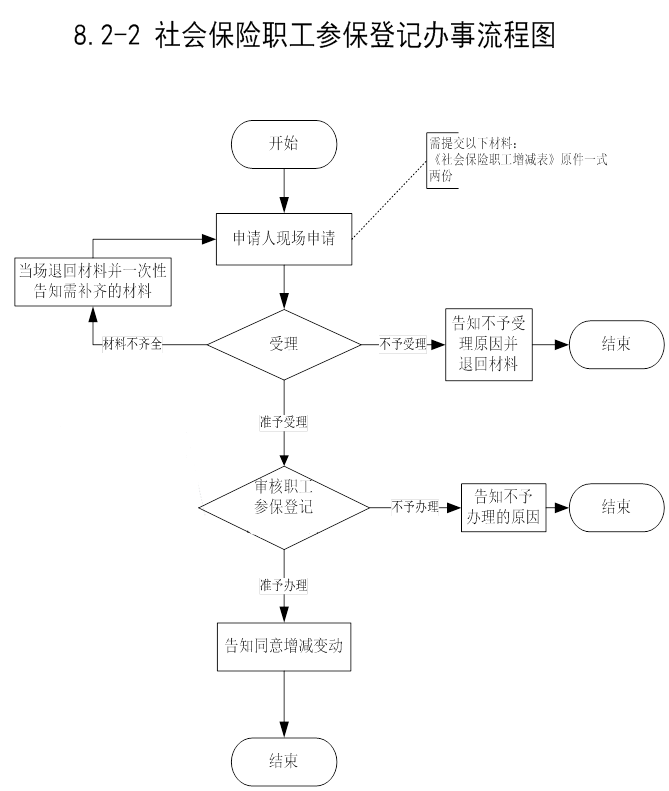 8.2-2 社会保险职工参保登记办事流程图
开始
需提交以下材料：
《社会保险职工增减表》原件一式
两份
申请人现场申请
当场退回材料并一次性
告知需补齐的材料
材料不齐全
受理
不予受理
告知不予受
理原因并
退回材料
结束
准予受理
审核职工
参保登记
不予办理
告知不予
办理的原因
结束
准予办理
告知同意增减变动
结束